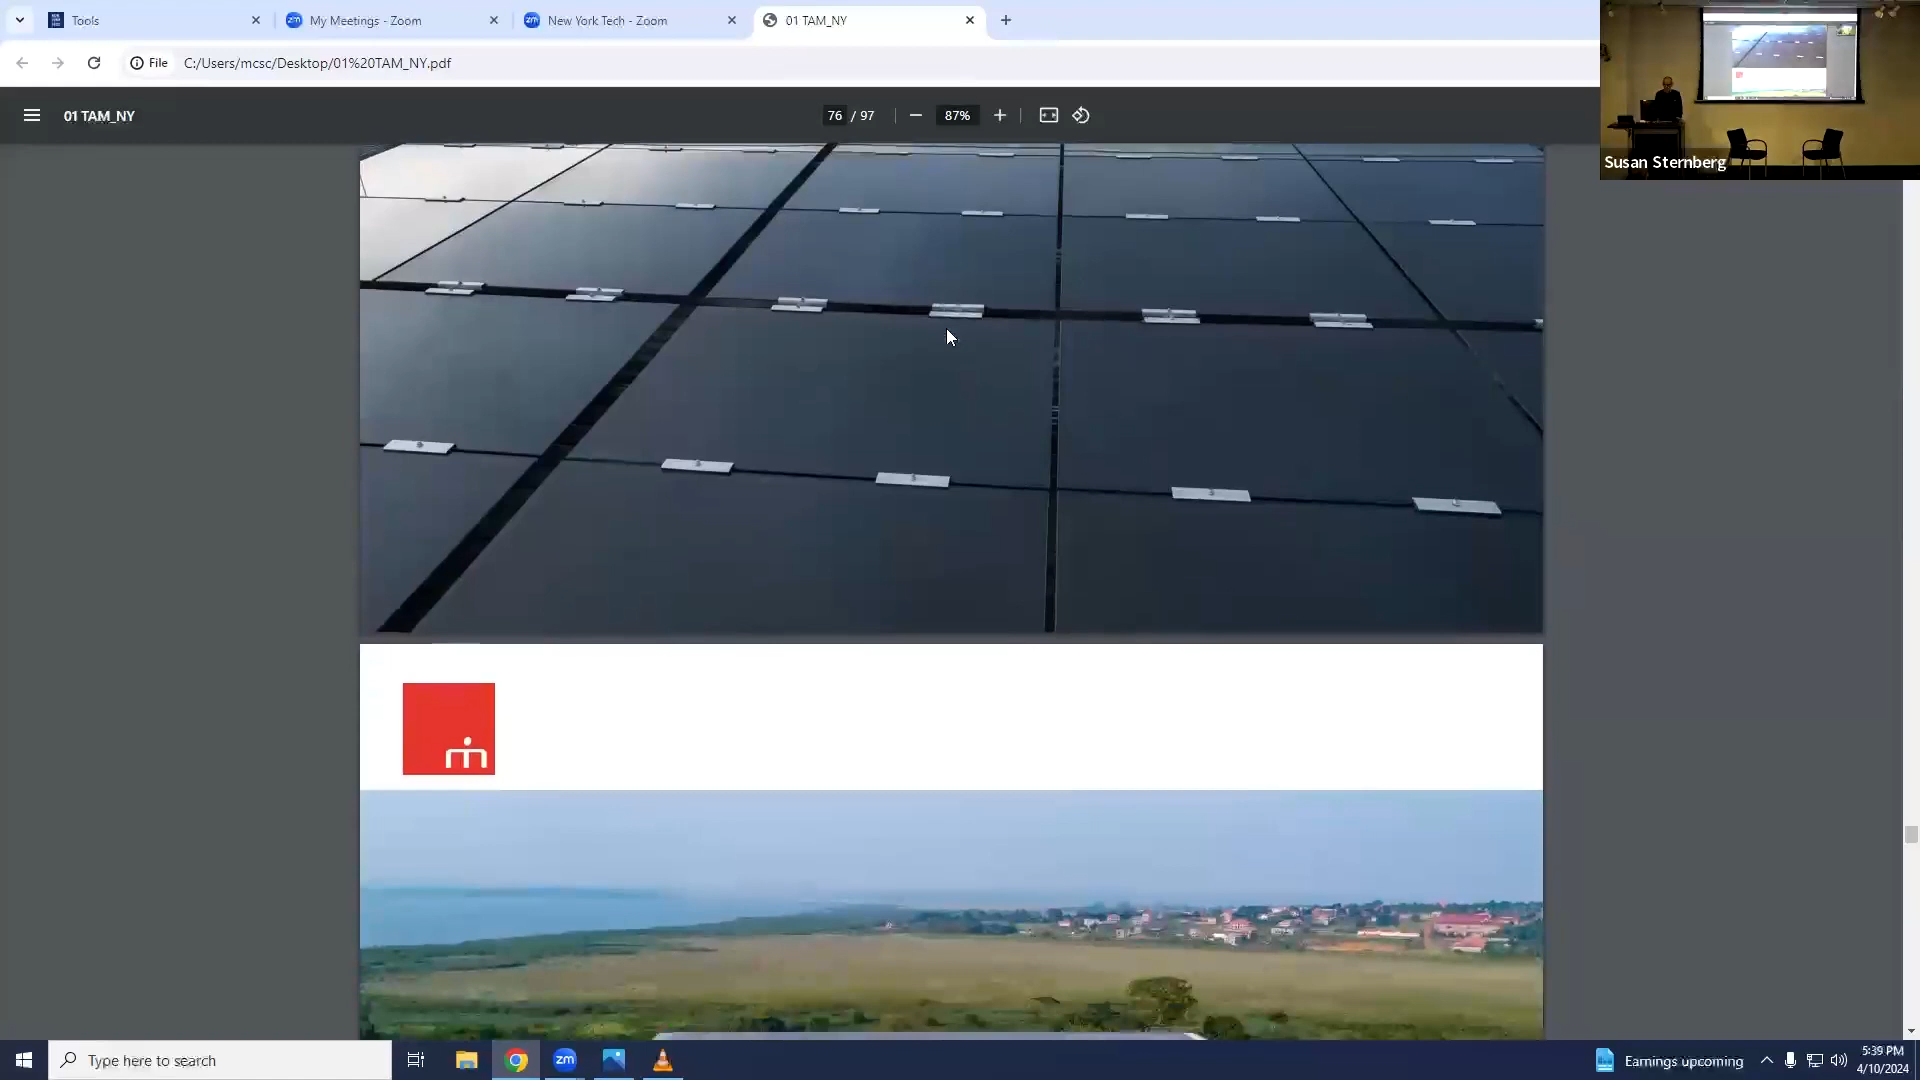 Tools
My Meetings - Zoom
New York Tech - Zoom
01 TAM_NY
File
C:/Users/mcsc/Desktop/01%20TAM_NY.pdf
01 TAM_NY
76 / 97
87%
Susan Sternberg
Type here to search
zm
Earnings upcoming
5:39 PM
4/10/2024